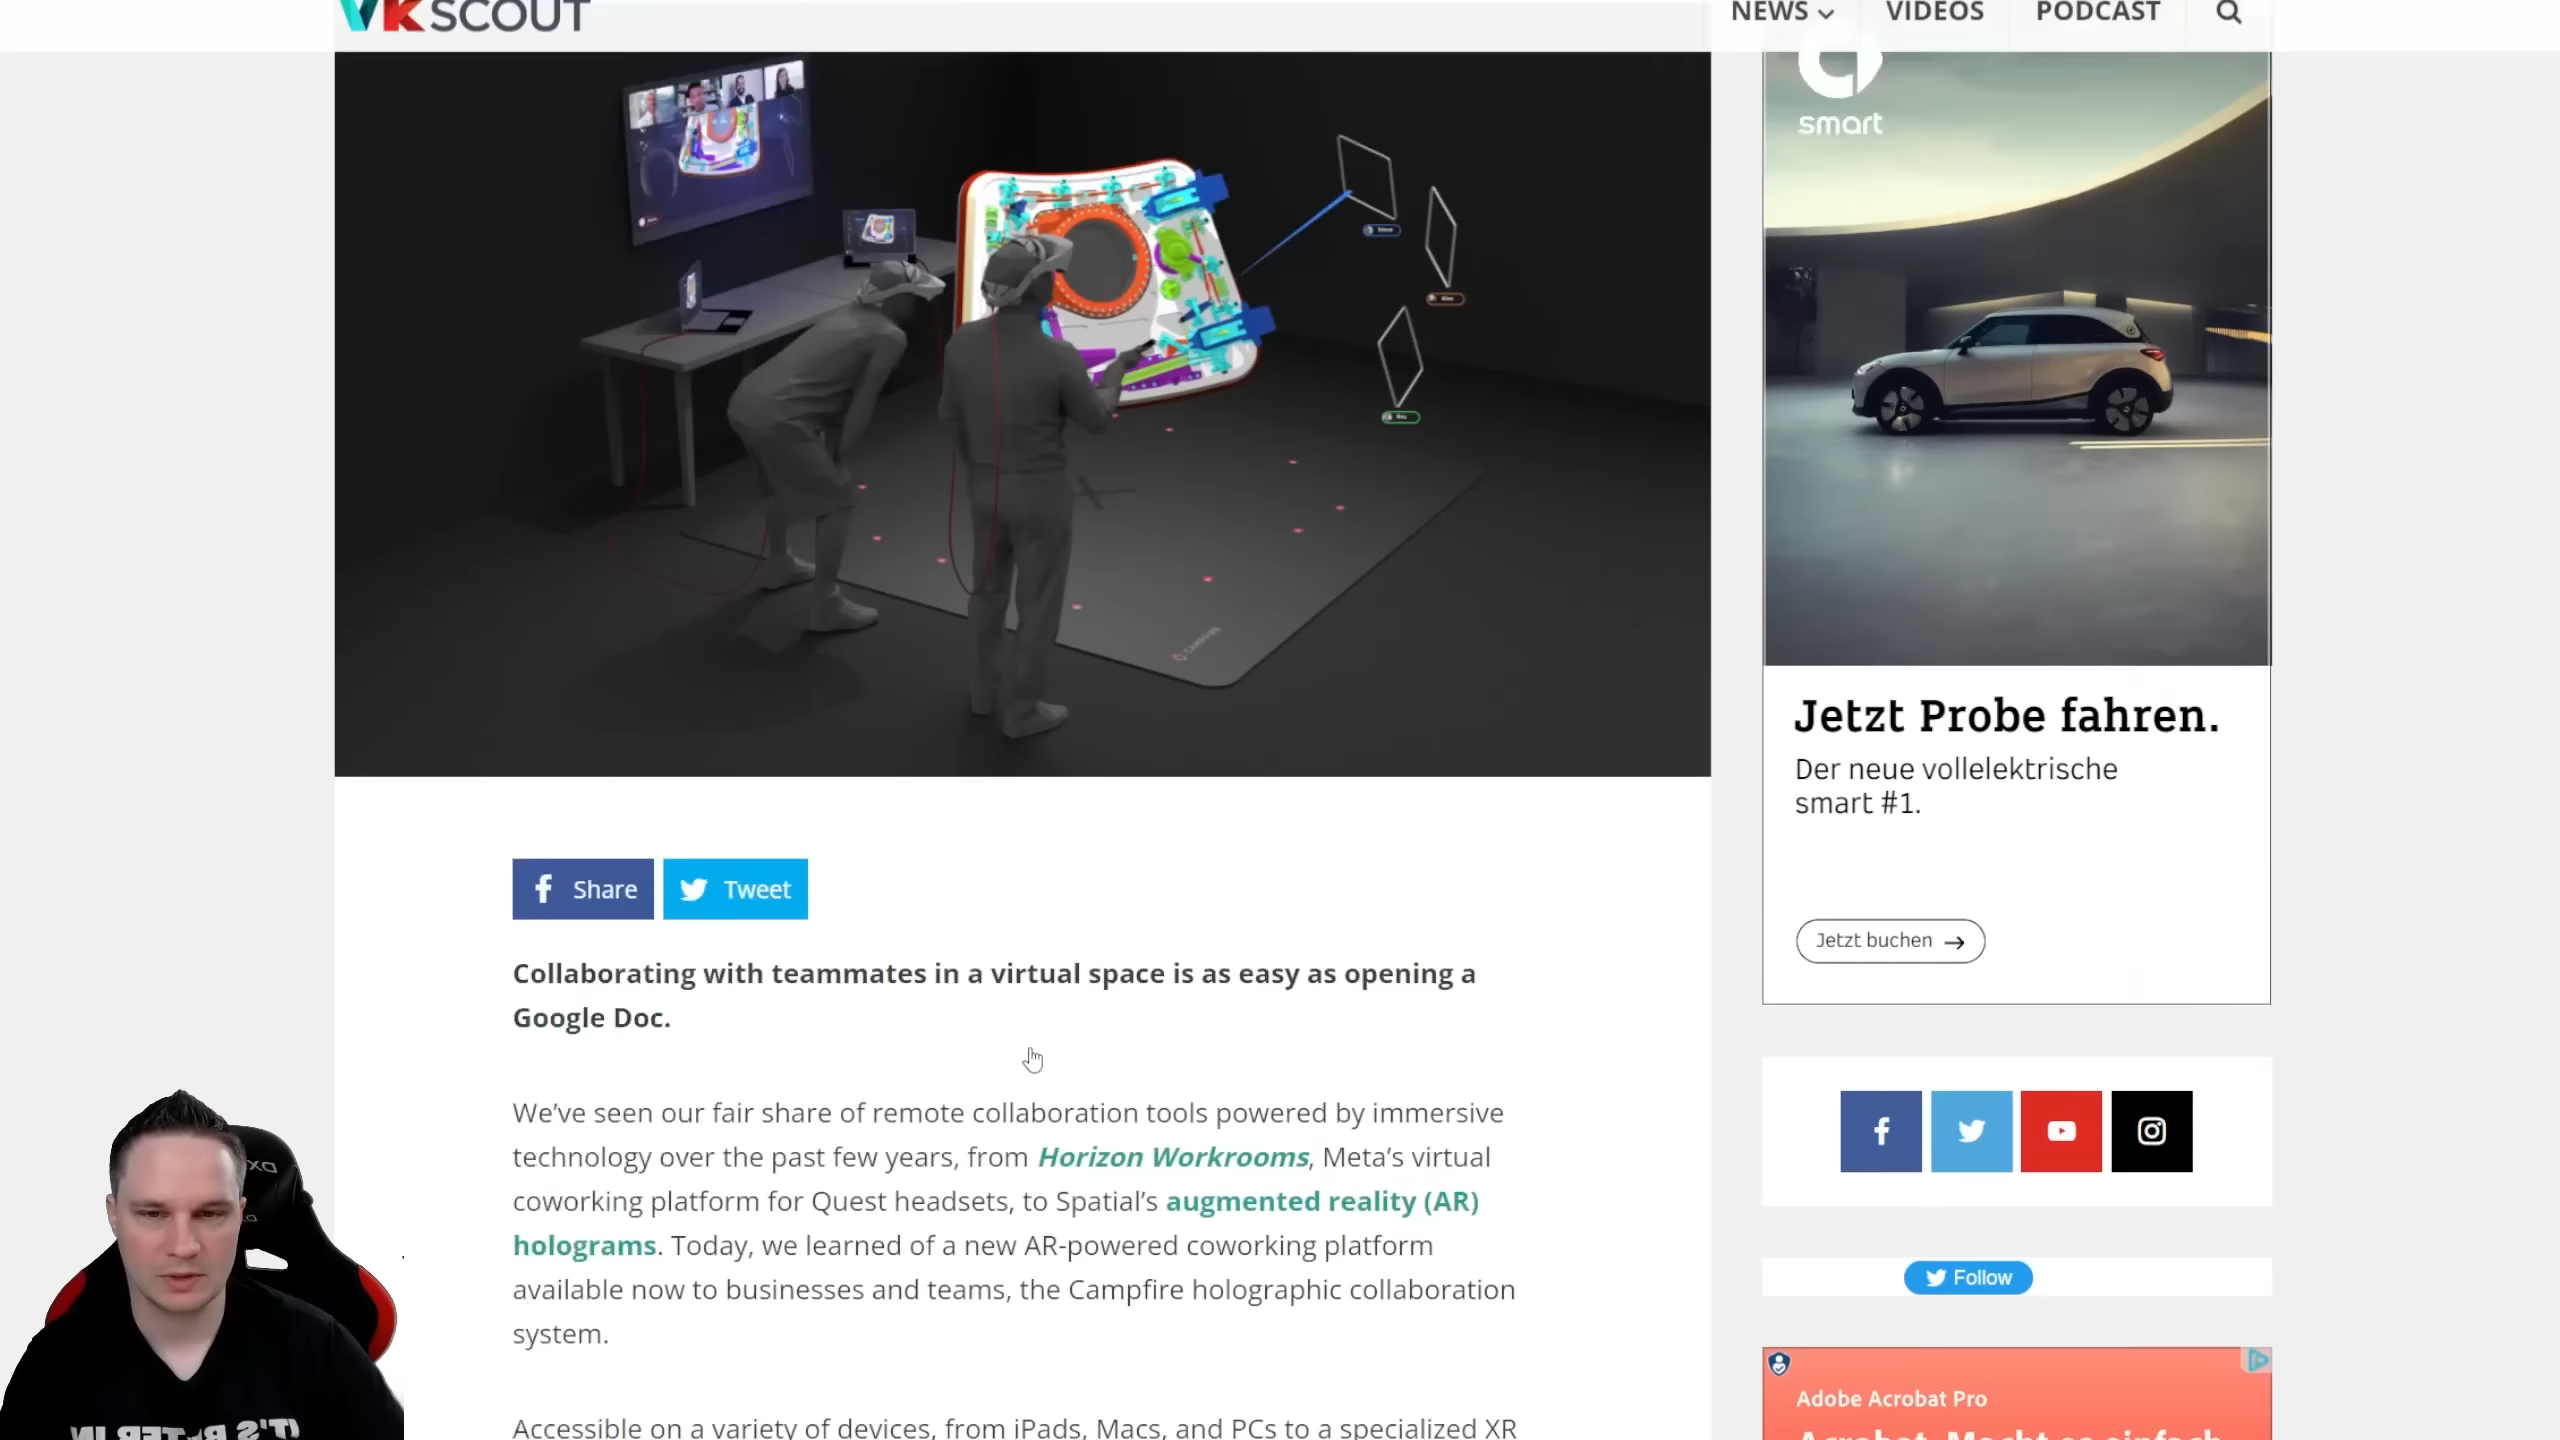 VRSCOUT
NEWS
VIDEOS
PODCAST
smart
Jetzt Probe fahren.
Der neue vollelektrische
smart #1.
Jetzt buchen
Share
Tweet
Collaborating with teammates in a virtual space is as easy as opening a
Google Doc.
We’ve seen our fair share of remote collaboration tools powered by immersive
technology over the past few years, from Horizon Workrooms, Meta’s virtual
coworking platform for Quest headsets, to Spatial’s augmented reality (AR)
holograms. Today, we learned of a new AR-powered coworking platform
available now to businesses and teams, the Campfire holographic collaboration
system.
Accessible on a variety of devices, from iPads, Macs, and PCs to a specialized XR
Follow
Adobe Acrobat Pro
Acrobat. Macht es einfach